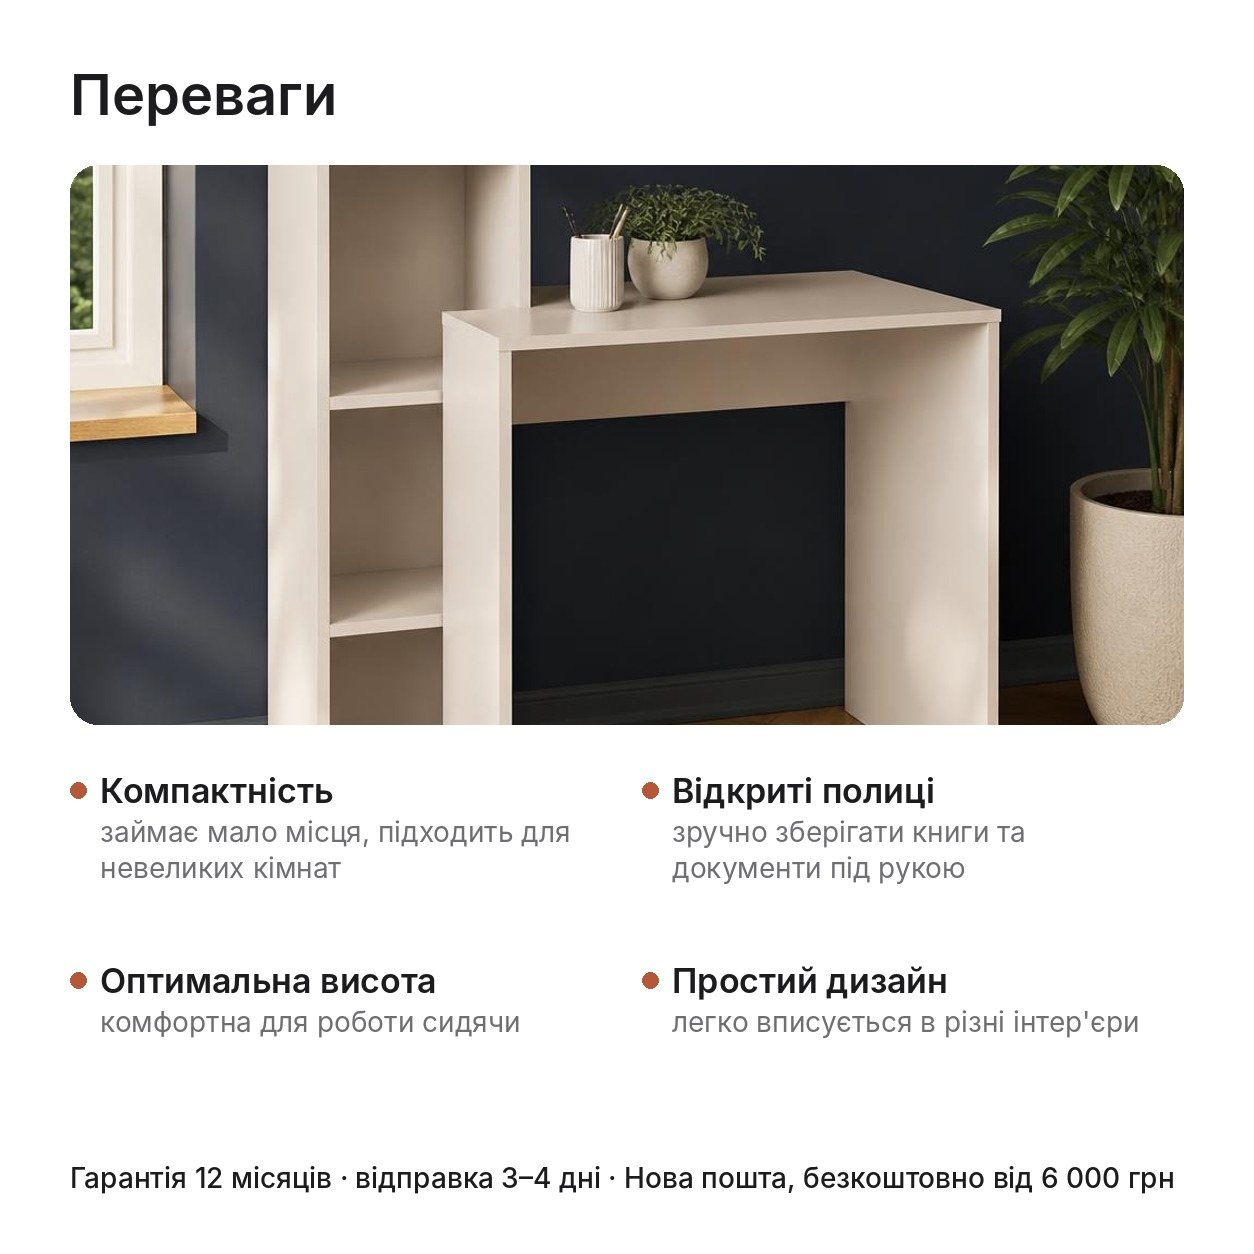 Переваги
Компактність
займає мало місця, підходить для
невеликих кімнат
Відкриті полиці
зручно зберігати книги та
документи під рукою
Оптимальна висота
комфортна для роботи сидячи
Простий дизайн
легко вписується в різні інтер'єри
Гарантія 12 місяців · відправка 3–4 дні · Нова пошта, безкоштовно від 6 000 грн